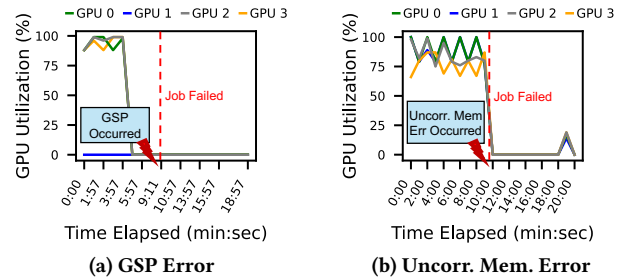 GPU 0 GPU 1 GPU 2 GPU 3
GPU Utilization (%)
100
75
50
25
0
GSP
Occurred
Job Failed
0:00
1:57
3:57
5:57
9:11
10:57
13:57
15:57
18:57
Time Elapsed (min:sec)
(a) GSP Error
GPU 0 GPU 1 GPU 2 GPU 3
GPU Utilization (%)
100
75
50
25
0
Uncorr. Mem
Err Occurred
Job Failed
0:00
2:00
4:00
6:00
8:00
10:00
12:00
14:00
16:00
18:00
20:00
Time Elapsed (min:sec)
(b) Uncorr. Mem. Error